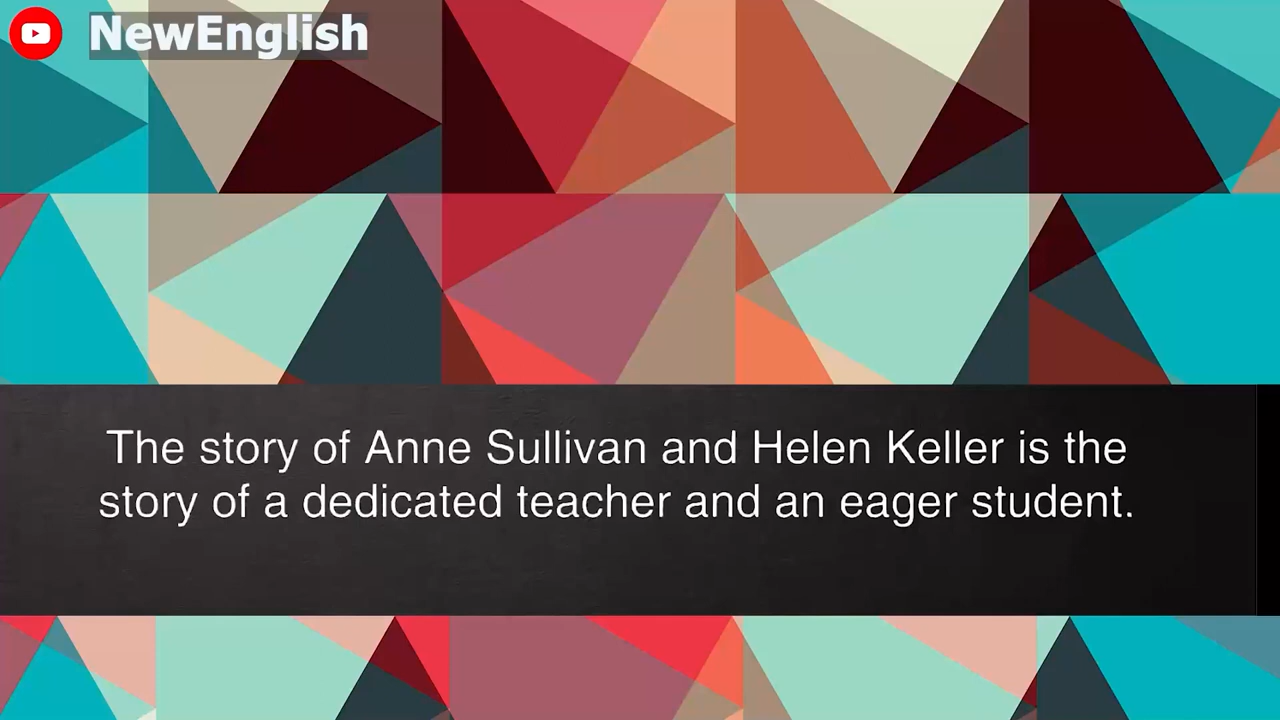 NewEnglish
The story of Anne Sullivan and Helen Keller is the
story of a dedicated teacher and an eager student.